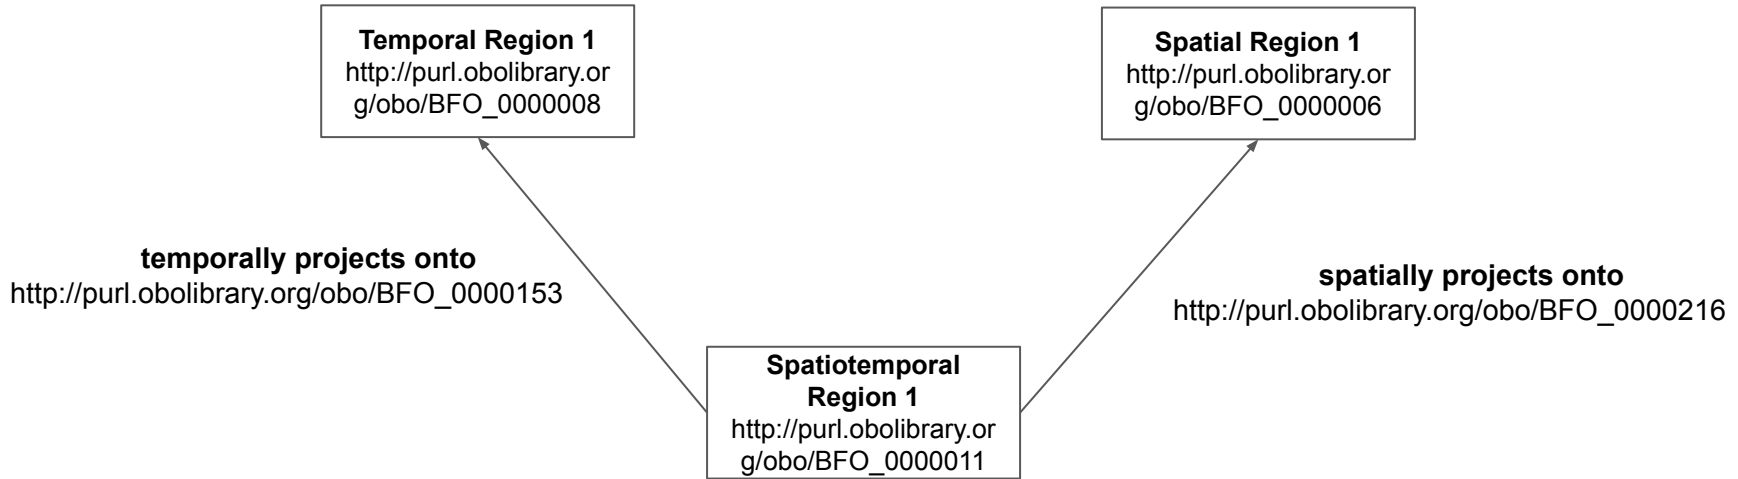 Temporal Region 1
http://purl.obolibrary.or
g/obo/BFO_0000008
Spatial Region 1
http://purl.obolibrary.or
g/obo/BFO_0000006
temporally projects onto
http://purl.obolibrary.org/obo/BFO_0000153
spatially projects onto
http://purl.obolibrary.org/obo/BFO_0000216
Spatiotemporal
Region 1
http://purl.obolibrary.or
g/obo/BFO_0000011